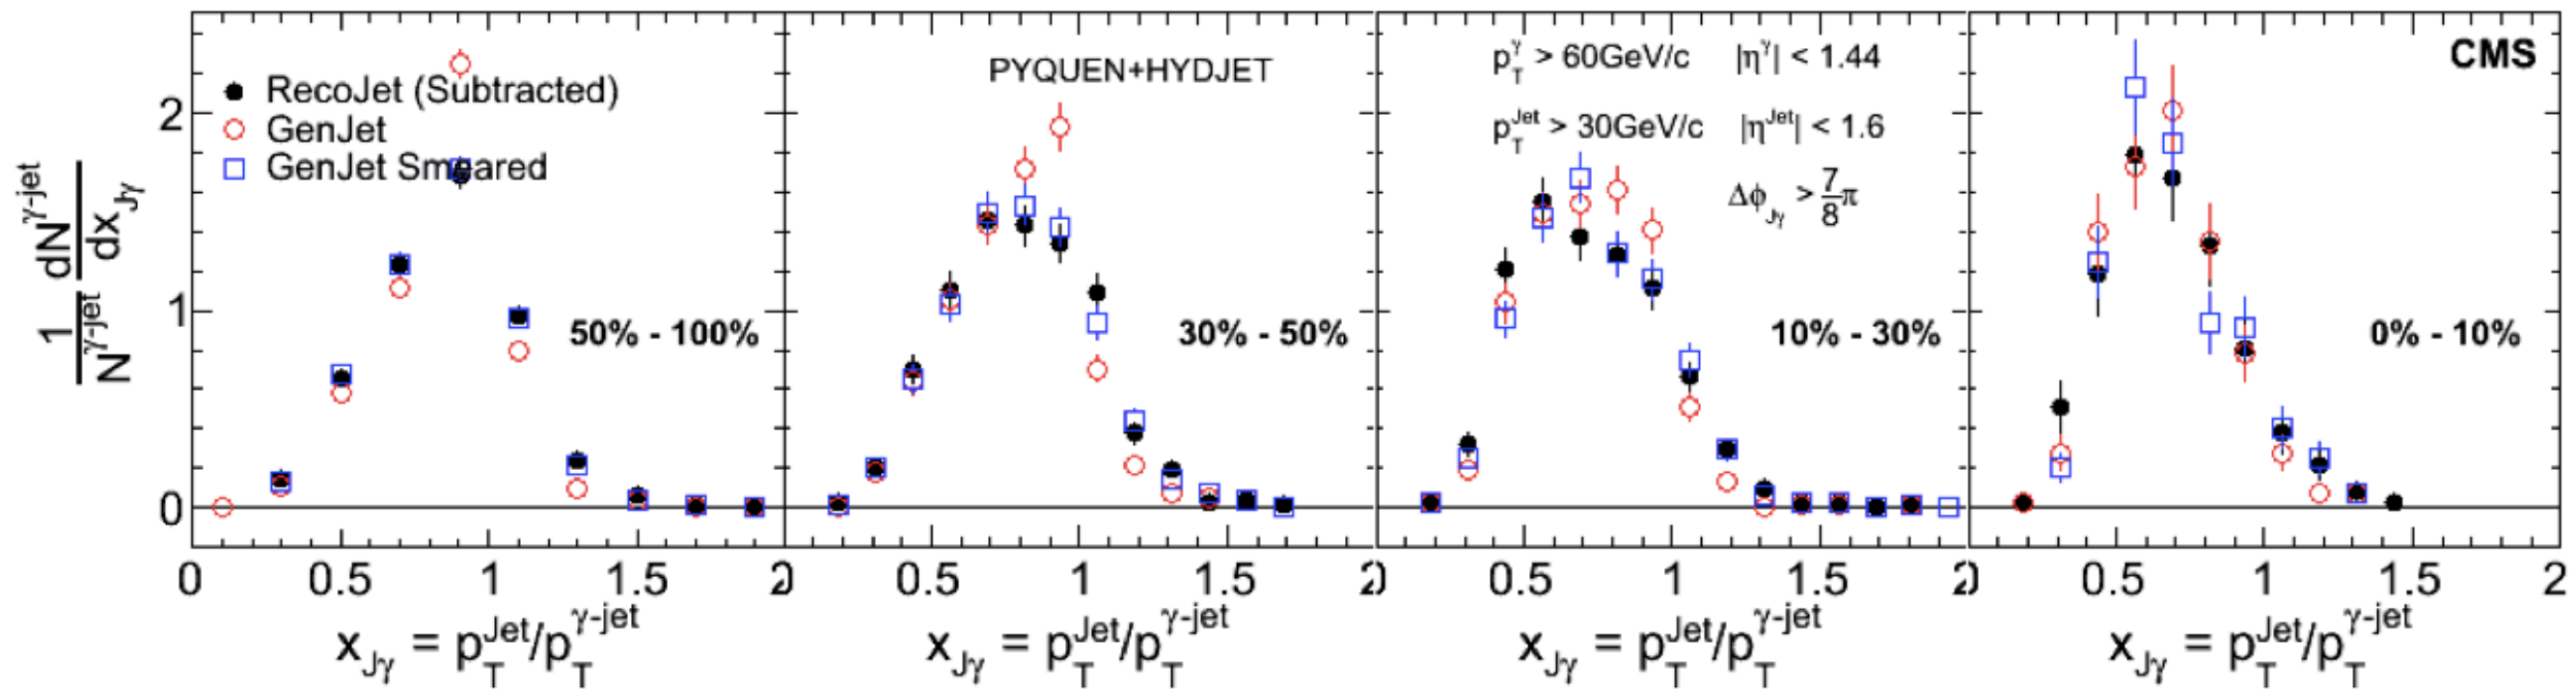 RecoJet (Subtracted)
GenJet
GenJet Smeared
PYQUEN+HYDJET
p_T^γ > 60GeV/c |η^γ| < 1.44
p_T^Jet > 30GeV/c |η^Jet| < 1.6
Δφ_Jγ > 7/8 π
CMS
50% - 100%
30% - 50%
10% - 30%
0% - 10%
1/N^γ-jet dN^γ-jet/dx_Jγ
2
1
0
0 0.5 1 1.5 2
0.5 1 1.5 2
0.5 1 1.5 2
0.5 1 1.5 2
x_Jγ = p_T^Jet/p_T^γ-jet
x_Jγ = p_T^Jet/p_T^γ-jet
x_Jγ = p_T^Jet/p_T^γ-jet
x_Jγ = p_T^Jet/p_T^γ-jet